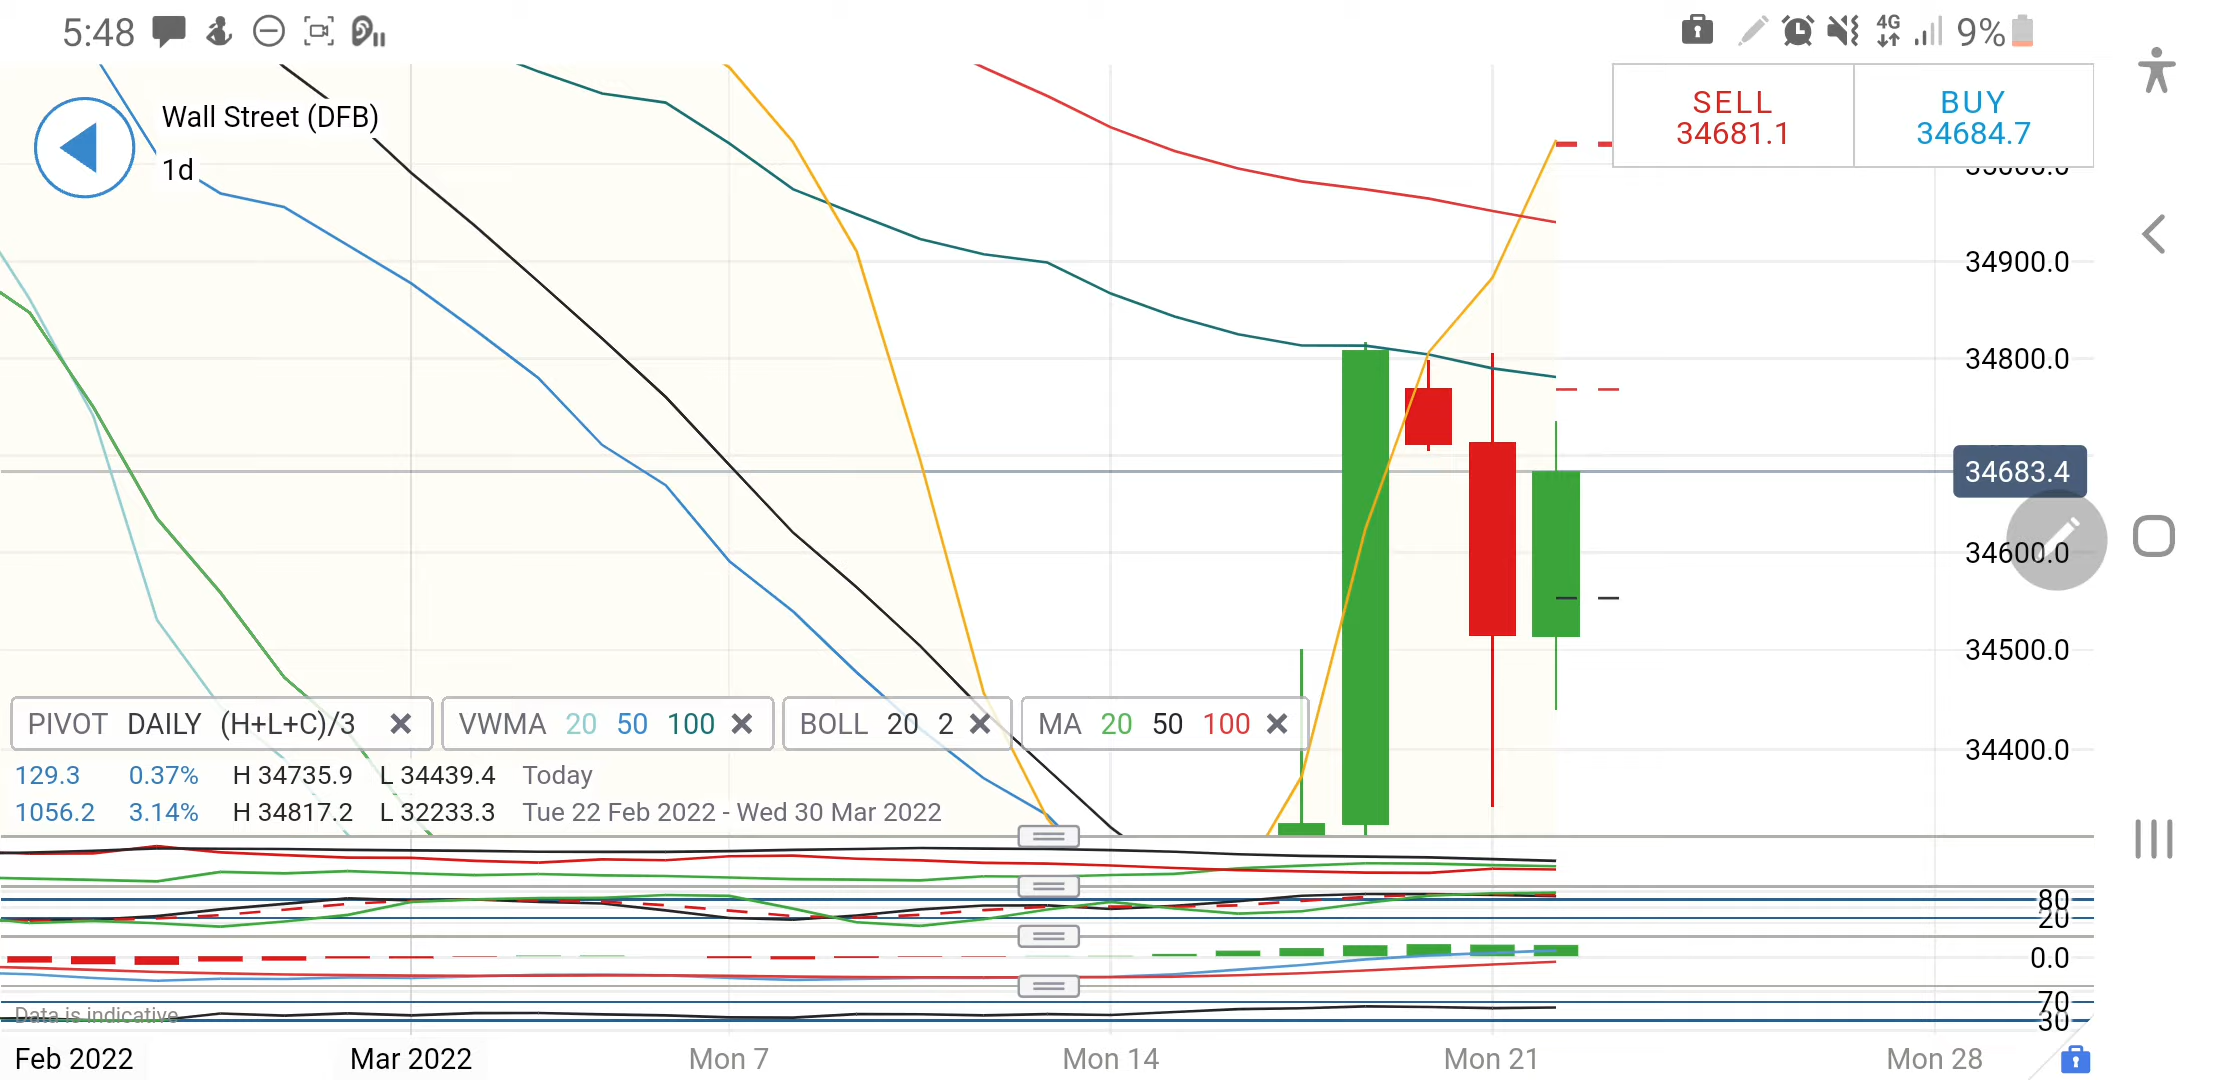 5:48
4G
9%
Wall Street (DFB)
1d
SELL
34681.1
BUY
34684.7
35000.0
34900.0
34800.0
34683.4
34600.0
34500.0
34400.0
PIVOT DAILY (H+L+C)/3
VWMA 20 50 100
BOLL 20 2
MA 20 50 100
129.3 0.37% H 34735.9 L 34439.4 Today
1056.2 3.14% H 34817.2 L 32233.3 Tue 22 Feb 2022 - Wed 30 Mar 2022
80
20
0.0
70
30
Data is indicative
Feb 2022 Mar 2022 Mon 7 Mon 14 Mon 21 Mon 28